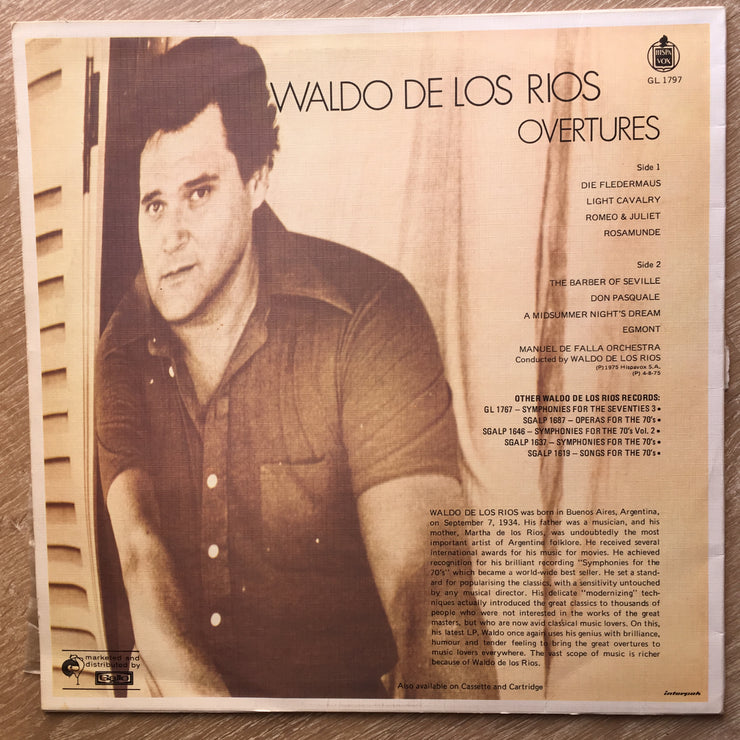 HISPA
VOX
GL 1797
WALDO DE LOS RIOS
OVERTURES
Side 1
DIE FLEDERMAUS
LIGHT CAVALRY
ROMEO & JULIET
ROSAMUNDE
Side 2
THE BARBER OF SEVILLE
DON PASQUALE
A MIDSUMMER NIGHT'S DREAM
EGMONT
MANUEL DE FALLA ORCHESTRA
Conducted by WALDO DE LOS RIOS
(P)1975 Hispavox S.A.
(P) 4-8-75
OTHER WALDO DE LOS RIOS RECORDS:
GL 1767 – SYMPHONIES FOR THE SEVENTIES 3 •
SGALP 1687 – OPERAS FOR THE 70's •
SGALP 1646 – SYMPHONIES FOR THE 70's Vol. 2 •
SGALP 1637 – SYMPHONIES FOR THE 70's •
SGALP 1619 – SONGS FOR THE 70's •
WALDO DE LOS RIOS was born in Buenos Aires, Argentina,
on September 7, 1934. His father was a musician, and his
mother, Martha de los Rios, was undoubtedly the most
important artist of Argentine folklore. He received several
international awards for his music for movies. He achieved
recognition for his brilliant recording "Symphonies for the
70's" which became a world-wide best seller. He set a stand-
ard for popularising the classics, with a sensitivity untouched
by any musical director. His delicate "modernizing" tech-
niques actually introduced the great classics to thousands of
people who were not interested in the works of the great
masters, but who are now avid classical music lovers. On this,
his latest LP, Waldo once again uses his genius with brilliance,
humour and tender feeling to bring the great overtures to
music lovers everywhere. The vast scope of music is richer
because of Waldo de los Rios.
marketed and
distributed by
Gallo
Also available on Cassette and Cartridge
interpak